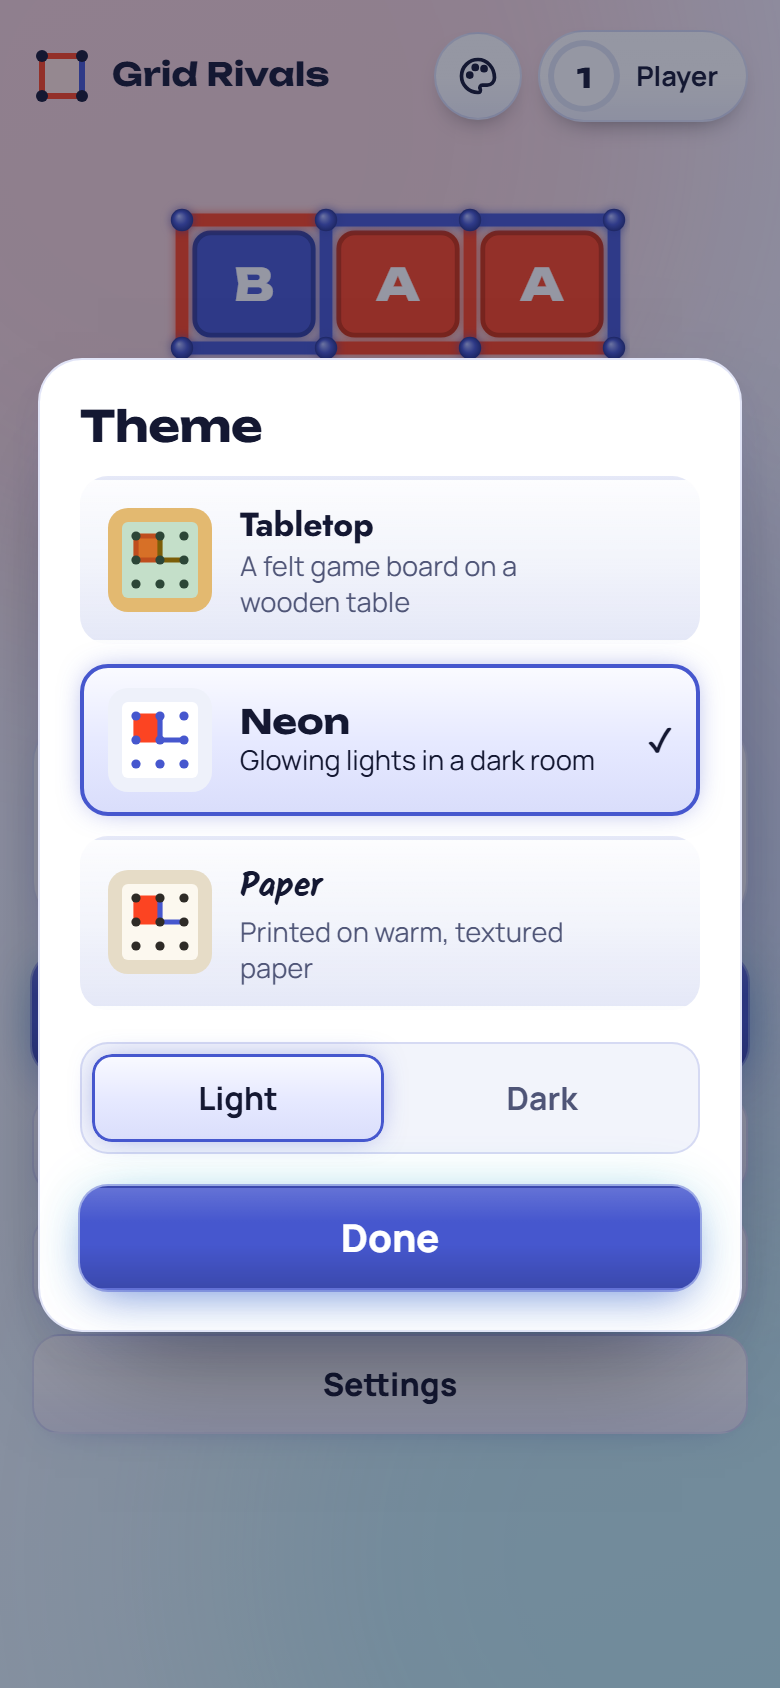 Grid Rivals
1 Player
B A A
Theme
Tabletop
A felt game board on a
wooden table
Neon
Glowing lights in a dark room
Paper
Printed on warm, textured
paper
Light Dark
Done
Settings